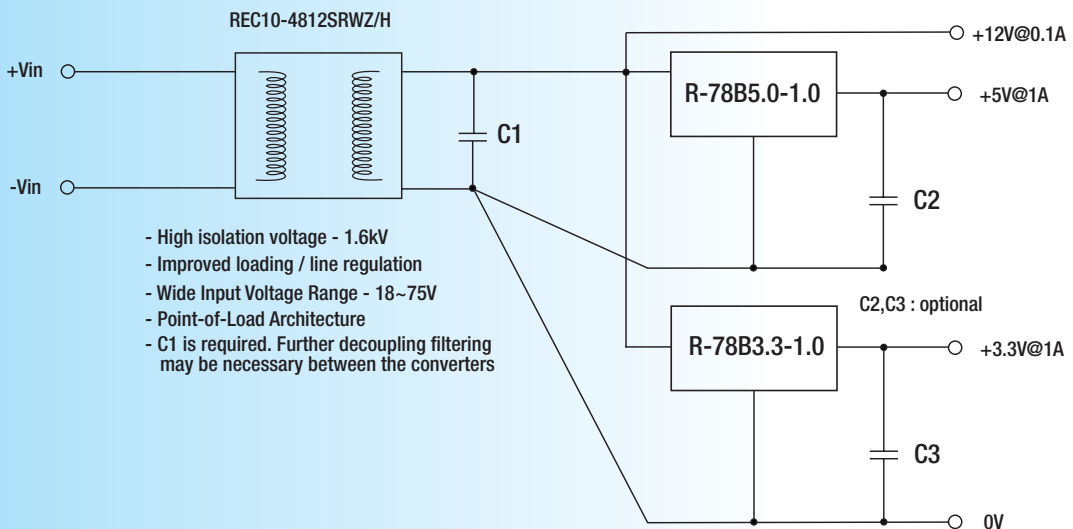 REC10-4812SRWZ/H
+12V@0.1A
+Vin
R-78B5.0-1.0
+5V@1A
C1
-Vin
C2
- High isolation voltage - 1.6kV
- Improved loading / line regulation
- Wide Input Voltage Range - 18~75V
- Point-of-Load Architecture
- C1 is required. Further decoupling filtering
may be necessary between the converters
C2,C3 : optional
R-78B3.3-1.0
+3.3V@1A
C3
0V